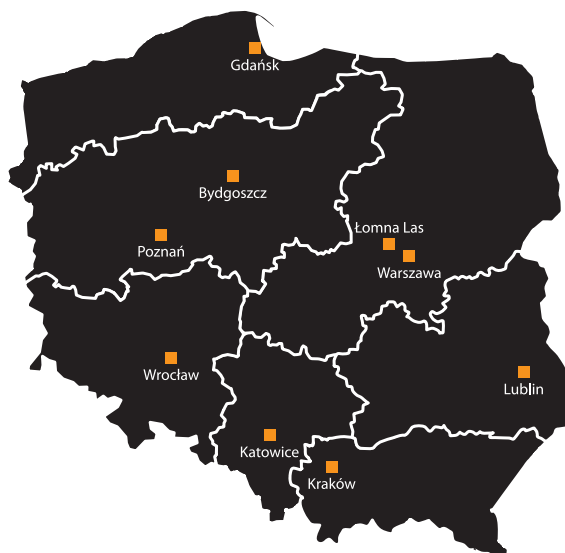 Gdańsk
Bydgoszcz
Łomna Las
Poznań
Warszawa
Wrocław
Lublin
Katowice
Kraków